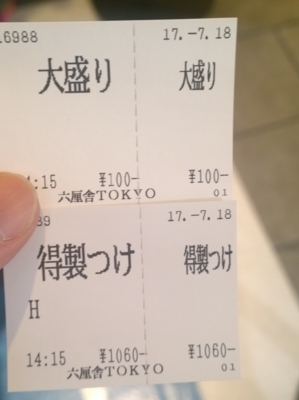 16988 17.-7.18
大盛り 大盛り
:15 ¥100- ¥100-
六厘舎TOKYO 01
89 17.-7.18
得製つけ 得製つけ
H
14:15 ¥1060- ¥1060-
六厘舎TOKYO 01